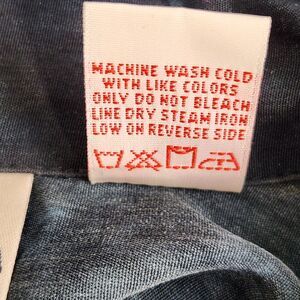 MACHINE WASH COLD
WITH LIKE COLORS
ONLY DO NOT BLEACH
LINE DRY STEAM IRON
LOW ON REVERSE SIDE